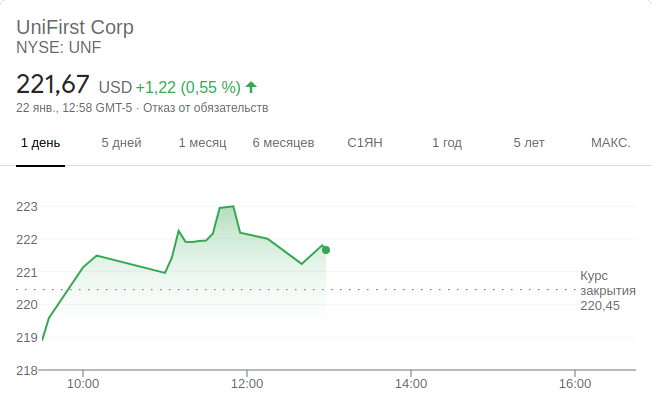 UniFirst Corp
NYSE: UNF
221,67 USD +1,22 (0,55 %)
22 янв., 12:58 GMT-5 · Отказ от обязательств
1 день 5 дней 1 месяц 6 месяцев С1ЯН 1 год 5 лет МАКС.
223
222
221
220
219
218
Курс
закрытия
220,45
10:00 12:00 14:00 16:00